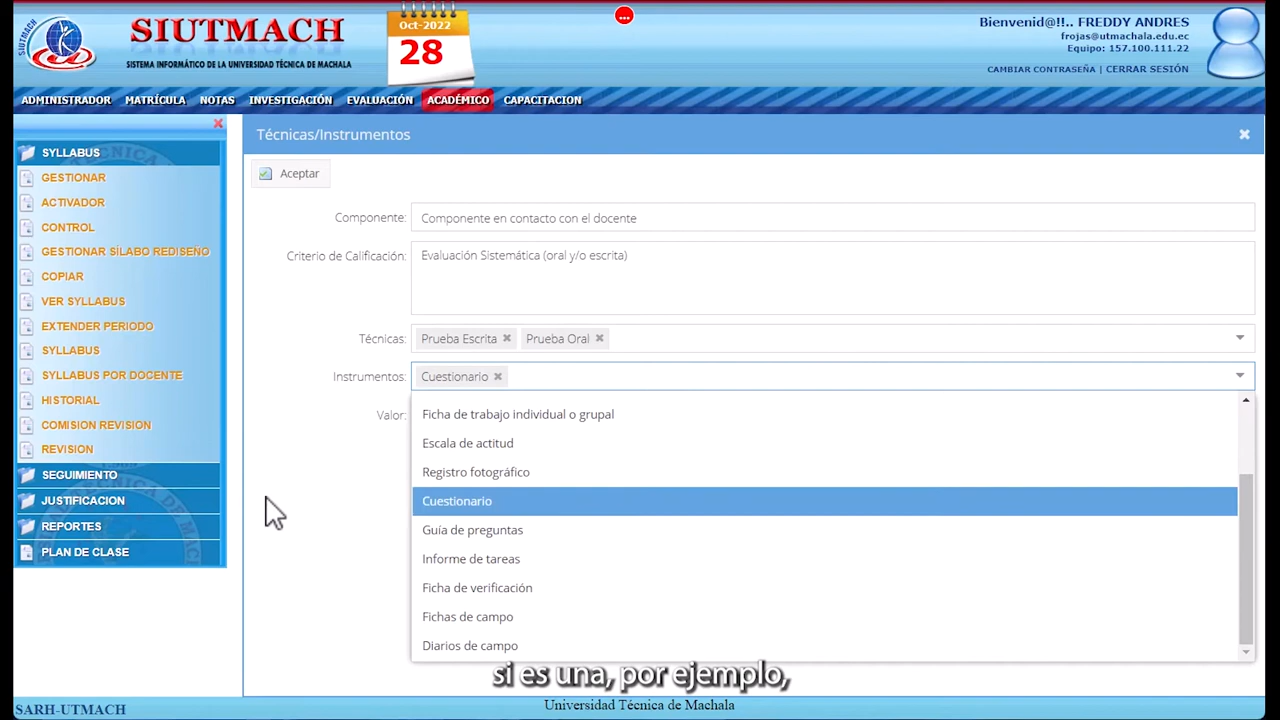 SIUTMACH
SIUTMACH
SISTEMA INFORMÁTICO DE LA UNIVERSIDAD TÉCNICA DE MACHALA
Oct-2022
28
Bienvenid@!!.. FREDDY ANDRES
frojas@utmachala.edu.ec
Equipo: 157.100.111.22
CAMBIAR CONTRASEÑA | CERRAR SESIÓN
ADMINISTRADOR MATRÍCULA NOTAS INVESTIGACIÓN EVALUACIÓN ACADÉMICO CAPACITACION
SYLLABUS
GESTIONAR
ACTIVADOR
CONTROL
GESTIONAR SÍLABO REDISEÑO
COPIAR
VER SYLLABUS
EXTENDER PERIODO
SYLLABUS
SYLLABUS POR DOCENTE
HISTORIAL
COMISION REVISION
REVISION
SEGUIMIENTO
JUSTIFICACION
REPORTES
PLAN DE CLASE
Técnicas/Instrumentos
Aceptar
Componente: Componente en contacto con el docente
Criterio de Calificación: Evaluación Sistemática (oral y/o escrita)
Técnicas: Prueba Escrita Prueba Oral
Instrumentos: Cuestionario
Valor:
Ficha de trabajo individual o grupal
Escala de actitud
Registro fotográfico
Cuestionario
Guía de preguntas
Informe de tareas
Ficha de verificación
Fichas de campo
Diarios de campo
si es una, por ejemplo,
SARH-UTMACH
Universidad Técnica de Machala